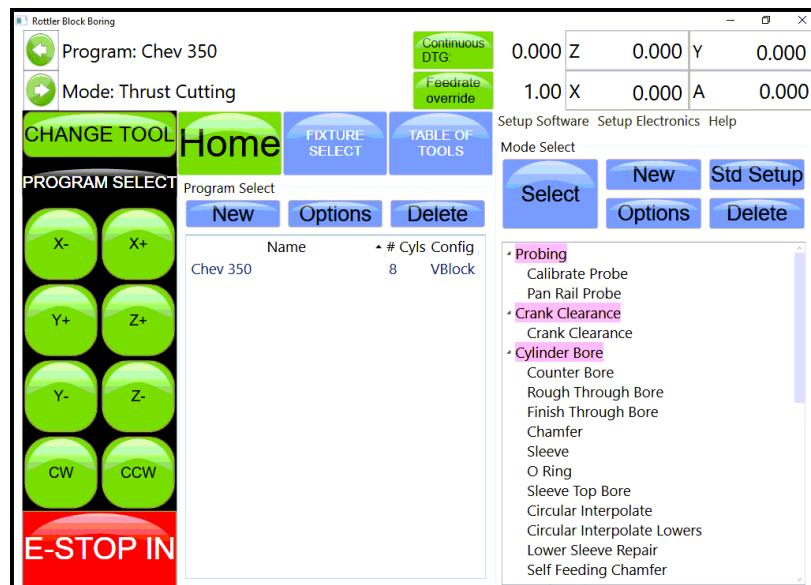 Rottler Block Boring
Program: Chev 350
Continuous DTG:
0.000 Z 0.000 Y 0.000
Mode: Thrust Cutting
Feedrate override
1.00 X 0.000 A 0.000
Setup Software Setup Electronics Help
CHANGE TOOL
Home
FIXTURE SELECT
TABLE OF TOOLS
Mode Select
PROGRAM SELECT
Program Select
Select
New
Std Setup
Options
Delete
New
Options
Delete
Name # Cyls Config
Chev 350 8 VBlock
X-
X+
Y+
Z+
Y-
Z-
CW
CCW
E-STOP IN
Probing
Calibrate Probe
Pan Rail Probe
Crank Clearance
Crank Clearance
Cylinder Bore
Counter Bore
Rough Through Bore
Finish Through Bore
Chamfer
Sleeve
O Ring
Sleeve Top Bore
Circular Interpolate
Circular Interpolate Lowers
Lower Sleeve Repair
Self Feeding Chamfer